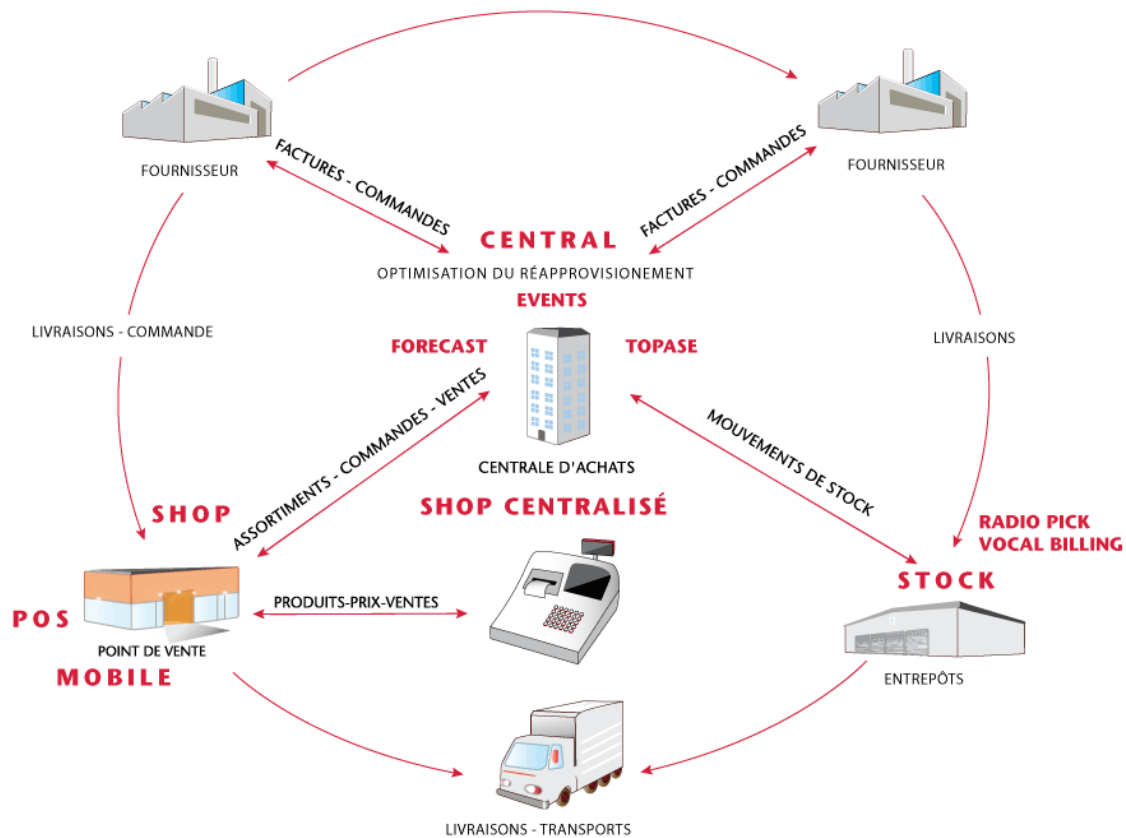 FOURNISSEUR
FOURNISSEUR
FACTURES - COMMANDES
FACTURES - COMMANDES
CENTRAL
OPTIMISATION DU RÉAPPROVISIONEMENT
EVENTS
LIVRAISONS - COMMANDE
FORECAST
TOPASE
LIVRAISONS
ASSORTIMENTS - COMMANDES - VENTES
MOUVEMENTS DE STOCK
CENTRALE D'ACHATS
SHOP
SHOP CENTRALISÉ
RADIO PICK
VOCAL BILLING
STOCK
POS
PRODUITS-PRIX-VENTES
POINT DE VENTE
MOBILE
ENTREPÔTS
LIVRAISONS - TRANSPORTS